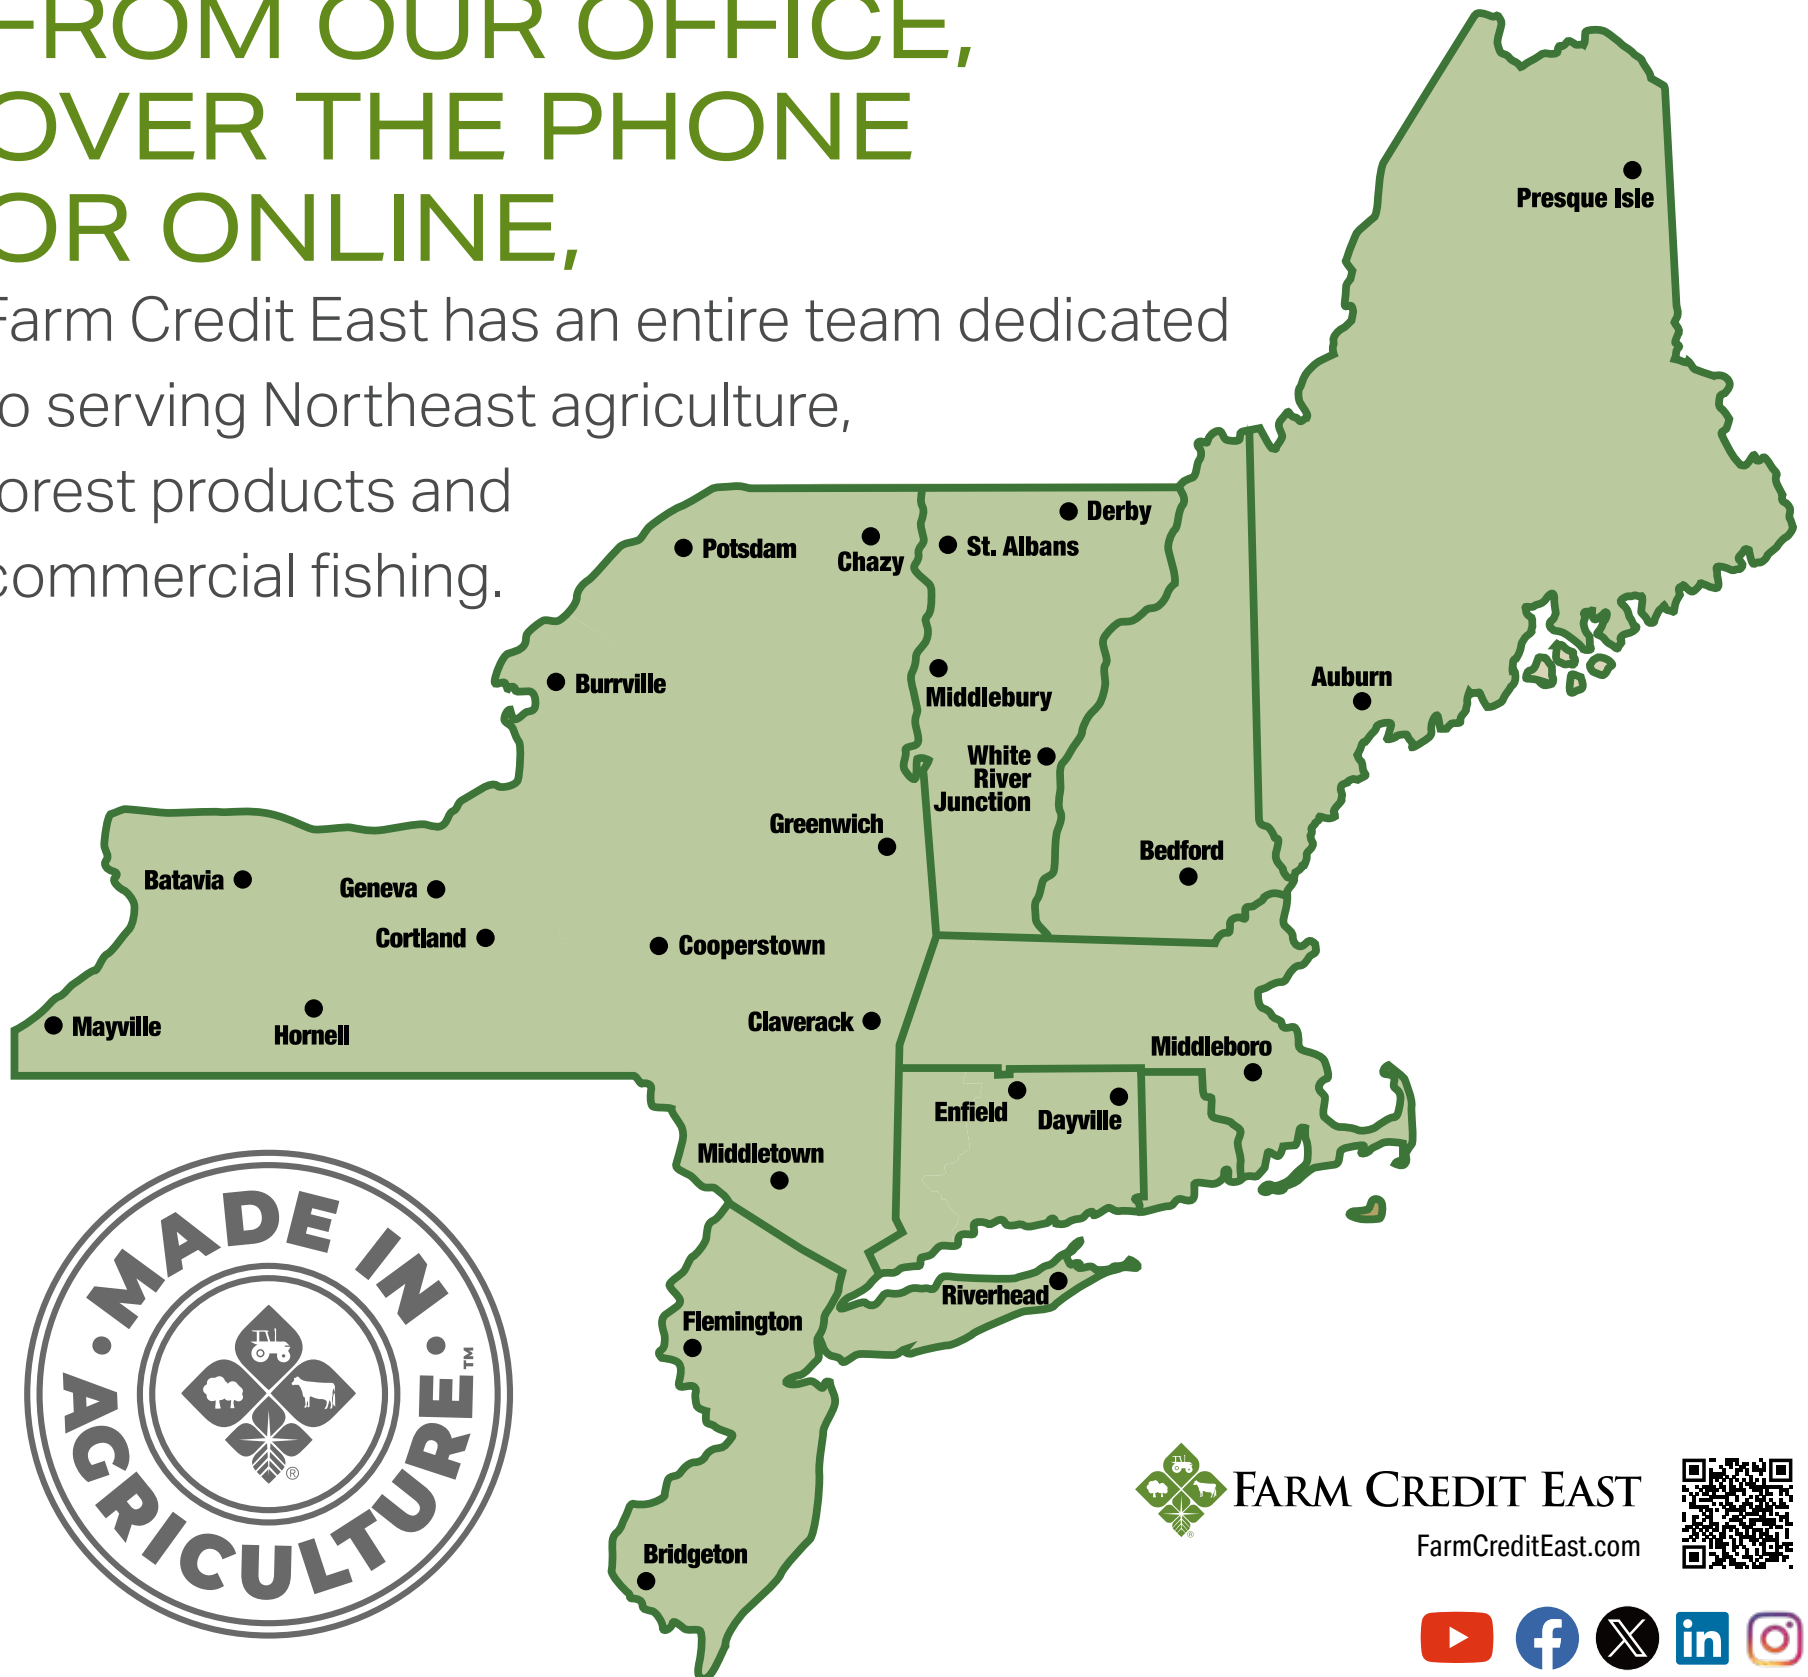 FROM OUR OFFICE,
OVER THE PHONE
OR ONLINE,
Farm Credit East has an entire team dedicated
o serving Northeast agriculture,
orest products and
commercial fishing.
Presque Isle
Derby
Potsdam
St. Albans
Chazy
Burrville
Middlebury
Auburn
White
River
Junction
Greenwich
Bedford
Batavia
Geneva
Cortland
Cooperstown
Mayville
Hornell
Claverack
Middleboro
Enfield
Dayville
Middletown
Riverhead
Flemington
Bridgeton
MADE IN
AGRICULTURE™
®
FARM CREDIT EAST
®
FarmCreditEast.com
in